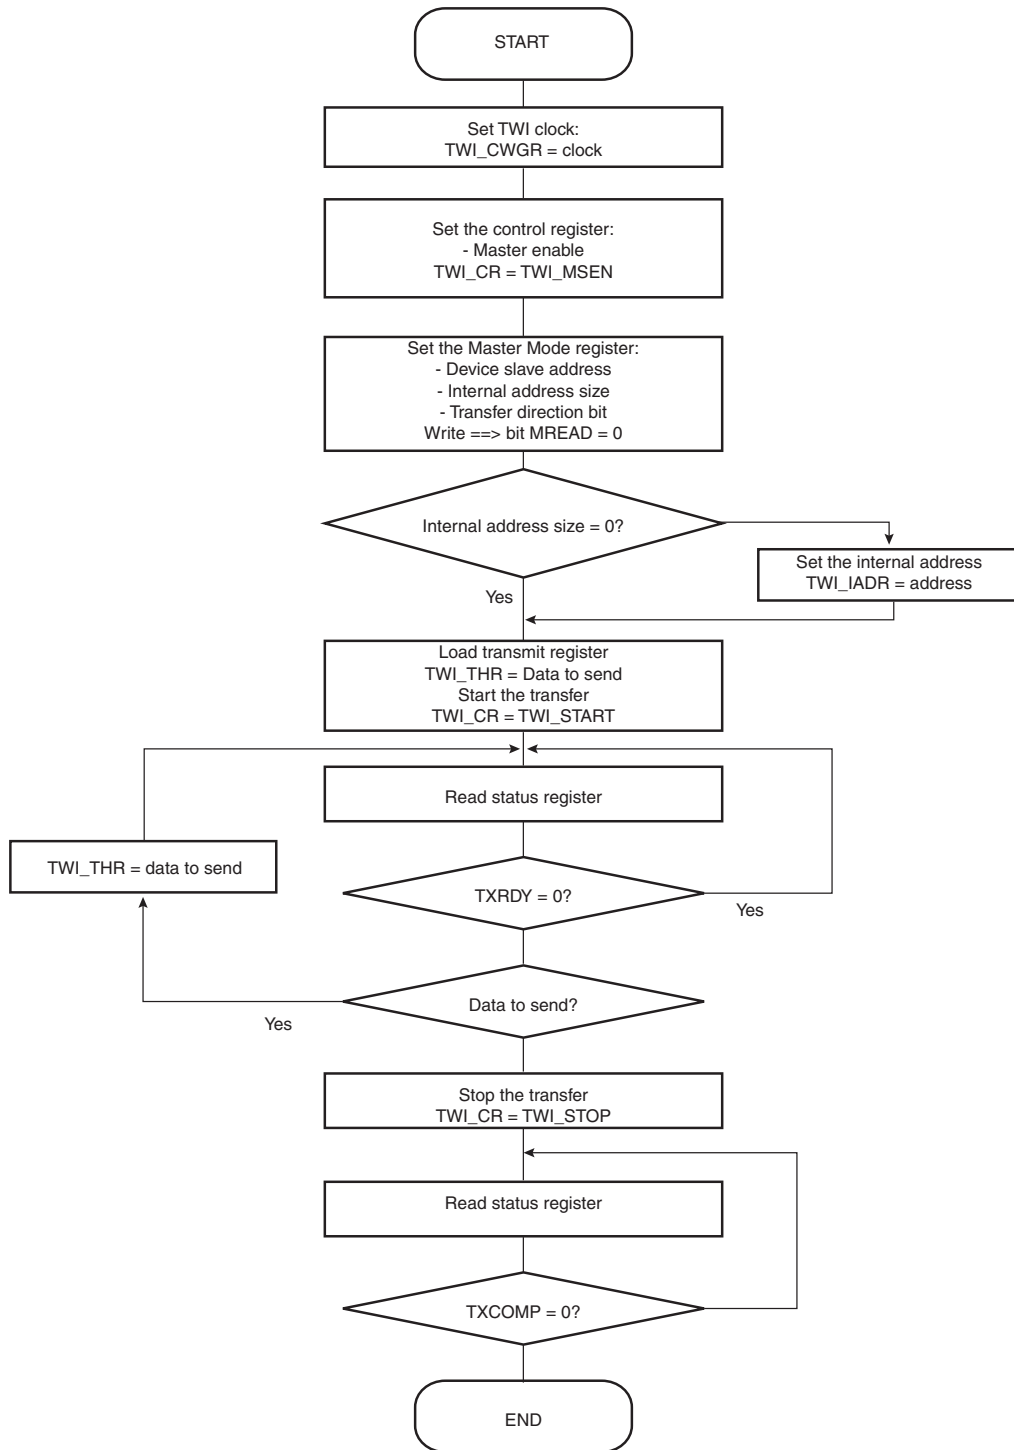 START
Set TWI clock:
TWI_CWGR = clock
Set the control register:
- Master enable
TWI_CR = TWI_MSEN
Set the Master Mode register:
- Device slave address
- Internal address size
- Transfer direction bit
Write ==> bit MREAD = 0
Internal address size = 0?
Set the internal address
TWI_IADR = address
Yes
Load transmit register
TWI_THR = Data to send
Start the transfer
TWI_CR = TWI_START
Read status register
TWI_THR = data to send
TXRDY = 0?
Yes
Data to send?
Yes
Stop the transfer
TWI_CR = TWI_STOP
Read status register
TXCOMP = 0?
END